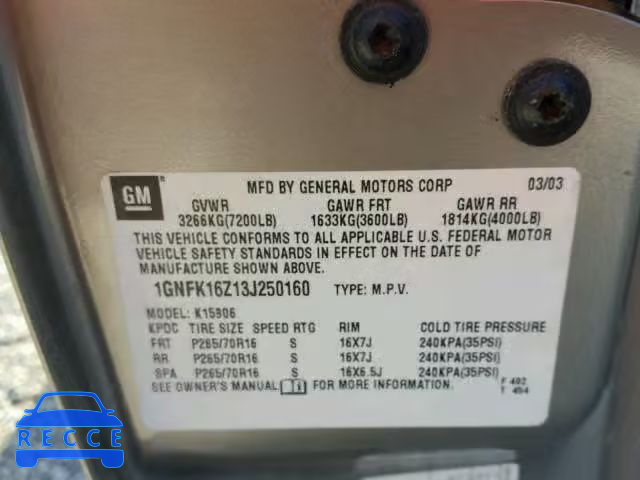 GM
MFD BY GENERAL MOTORS CORP 03/03
GVWR GAWR FRT GAWR RR
3266KG(7200LB) 1633KG(3600LB) 1814KG(4000LB)
THIS VEHICLE CONFORMS TO ALL APPLICABLE U.S. FEDERAL MOTOR
VEHICLE SAFETY STANDARDS IN EFFECT ON THE DATE OF
MANUFACTURE SHOWN ABOVE.
1GNFK16Z13J250160 TYPE: M.P.V.
MODEL: K15906
KPDC TIRE SIZE SPEED RTG RIM COLD TIRE PRESSURE
FRT P265/70R16 S 16X7J 240KPA(35PSI)
RR P265/70R16 S 16X7J 240KPA(35PSI)
SPA P265/70R16 S 16X6.5J 240KPA(35PSI)
SEE OWNER'S MANUAL FOR MORE INFORMATION
VIN.guru